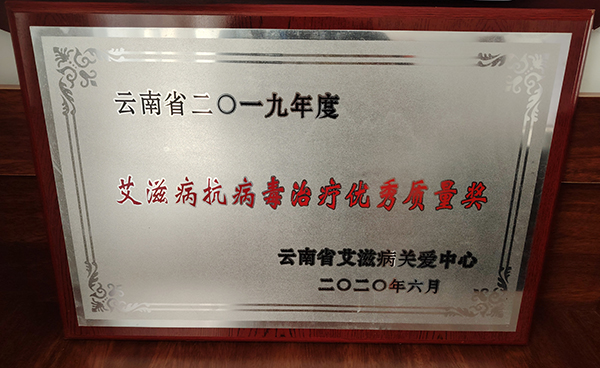 云南省二〇一九年度
艾滋病抗病毒治疗优秀质量奖
云南省艾滋病关爱中心
二〇二〇年六月